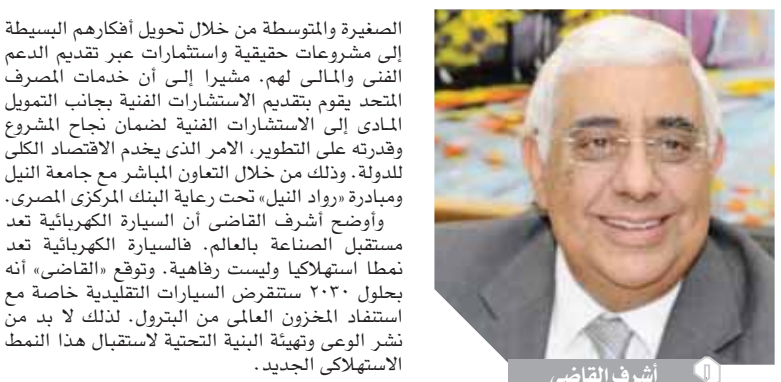 الصغيرة والمتوسطة من خلال تحويل أفكارهم البسيطة
إلى مشروعات حقيقية واستثمارات عبر تقديم الدعم
الفنى والمالى لهم. مشيرا إلى أن خدمات المصرف
المتحد يقوم بتقديم الاستشارات الفنية بجانب التمويل
المادى إلى الاستشارات الفنية لضمان نجاح المشروع
وقدرته على التطوير، الامر الذى يخدم الاقتصاد الكلى
للدولة. وذلك من خلال التعاون المباشر مع جامعة النيل
ومبادرة «رواد النيل» تحت رعاية البنك المركزى المصرى.
وأوضح أشرف القاضى أن السيارة الكهربائية تعد
مستقبل الصناعة بالعالم. فالسيارة الكهربائية تعد
نمطا استهلاكيا وليست رفاهية. وتوقع «القاضى» أنه
بحلول ٢٠٣٠ ستنقرض السيارات التقليدية خاصة مع
استنفاد المخزون العالمى من البترول. لذلك لا بد من
نشر الوعى وتهيئة البنية التحتية لاستقبال هذا النمط
الاستهلاكى الجديد.
أشرف القاضى